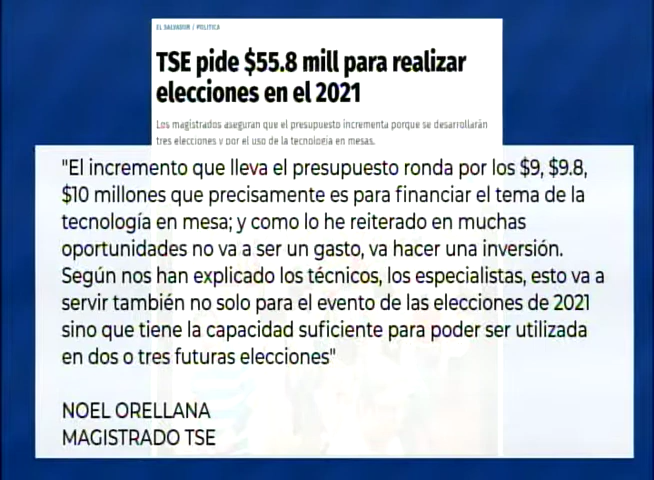 EL SALVADOR / POLITICA
TSE pide $55.8 mill para realizar
elecciones en el 2021
Los magistrados aseguran que el presupuesto incrementa porque se desarrollarán
tres elecciones y por el uso de la tecnología en mesas.
"El incremento que lleva el presupuesto ronda por los $9, $9.8,
$10 millones que precisamente es para financiar el tema de la
tecnología en mesa; y como lo he reiterado en muchas
oportunidades no va a ser un gasto, va hacer una inversión.
Según nos han explicado los técnicos, los especialistas, esto va a
servir también no solo para el evento de las elecciones de 2021
sino que tiene la capacidad suficiente para poder ser utilizada
en dos o tres futuras elecciones"
NOEL ORELLANA
MAGISTRADO TSE